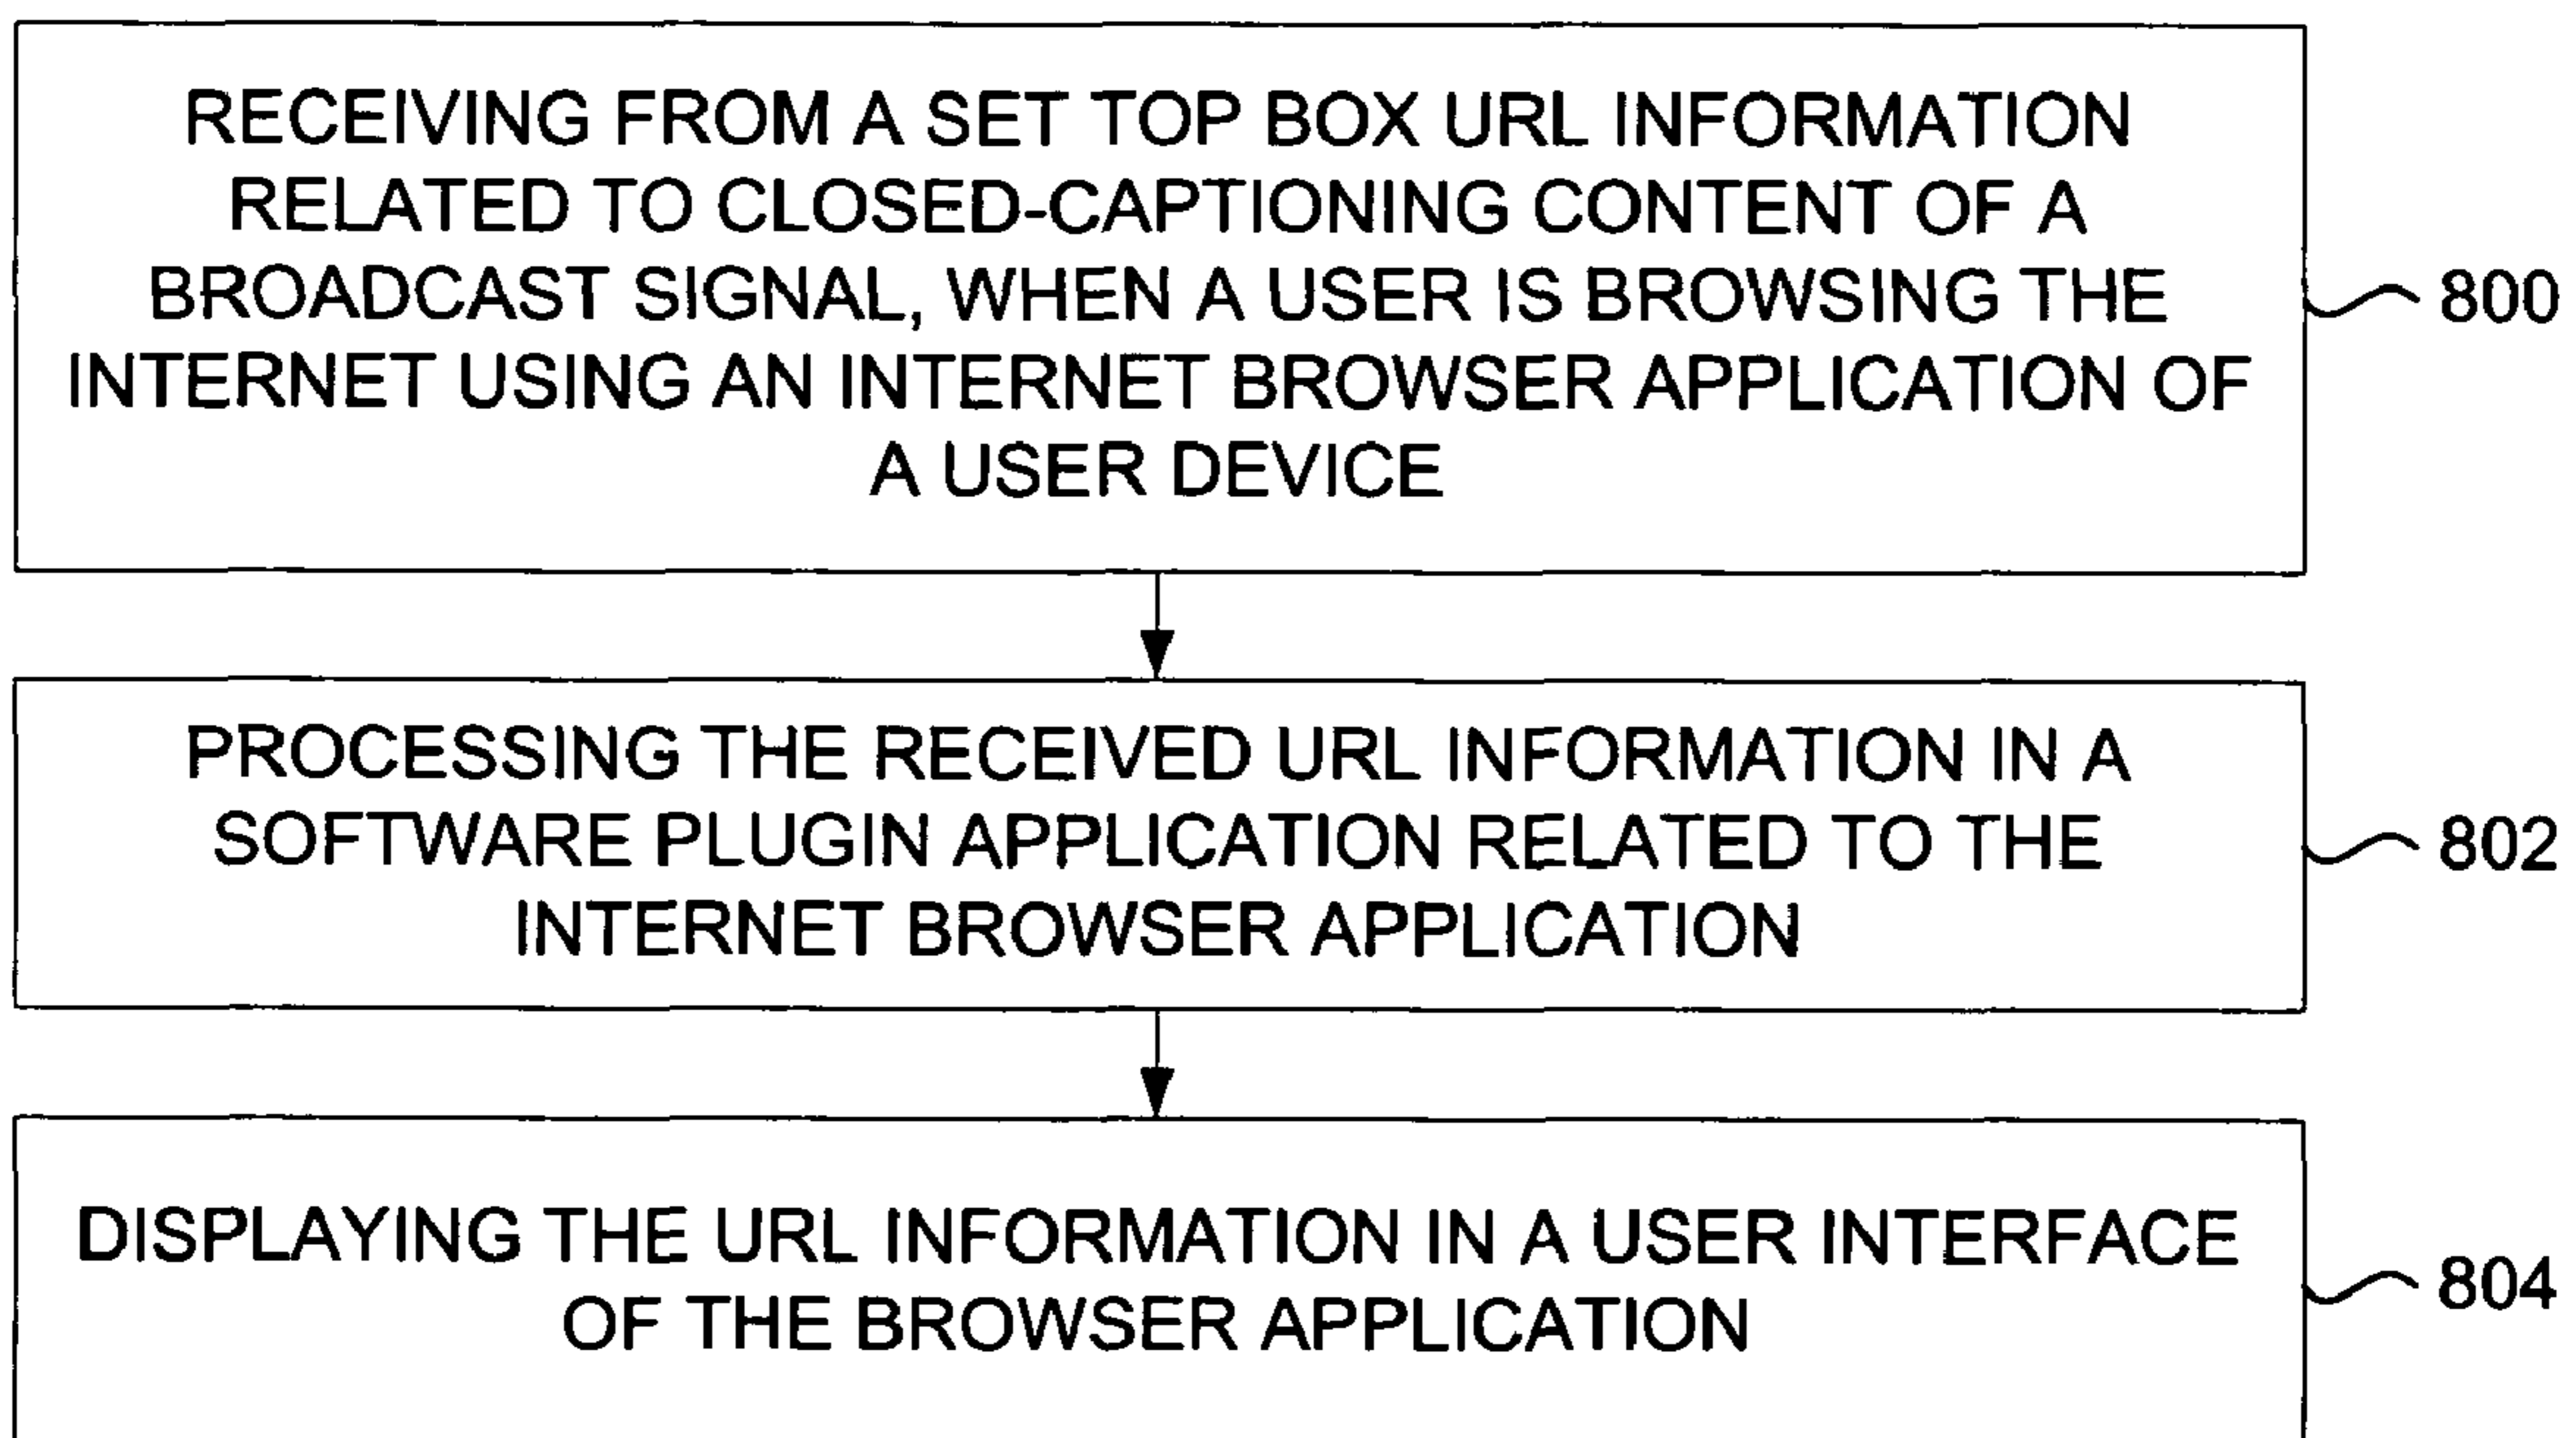 RECEIVING FROM A SET TOP BOX URL INFORMATION
RELATED TO CLOSED-CAPTIONING CONTENT OF A
BROADCAST SIGNAL, WHEN A USER IS BROWSING THE
INTERNET USING AN INTERNET BROWSER APPLICATION OF
A USER DEVICE
800
PROCESSING THE RECEIVED URL INFORMATION IN A
SOFTWARE PLUGIN APPLICATION RELATED TO THE
INTERNET BROWSER APPLICATION
802
DISPLAYING THE URL INFORMATION IN A USER INTERFACE
OF THE BROWSER APPLICATION
804